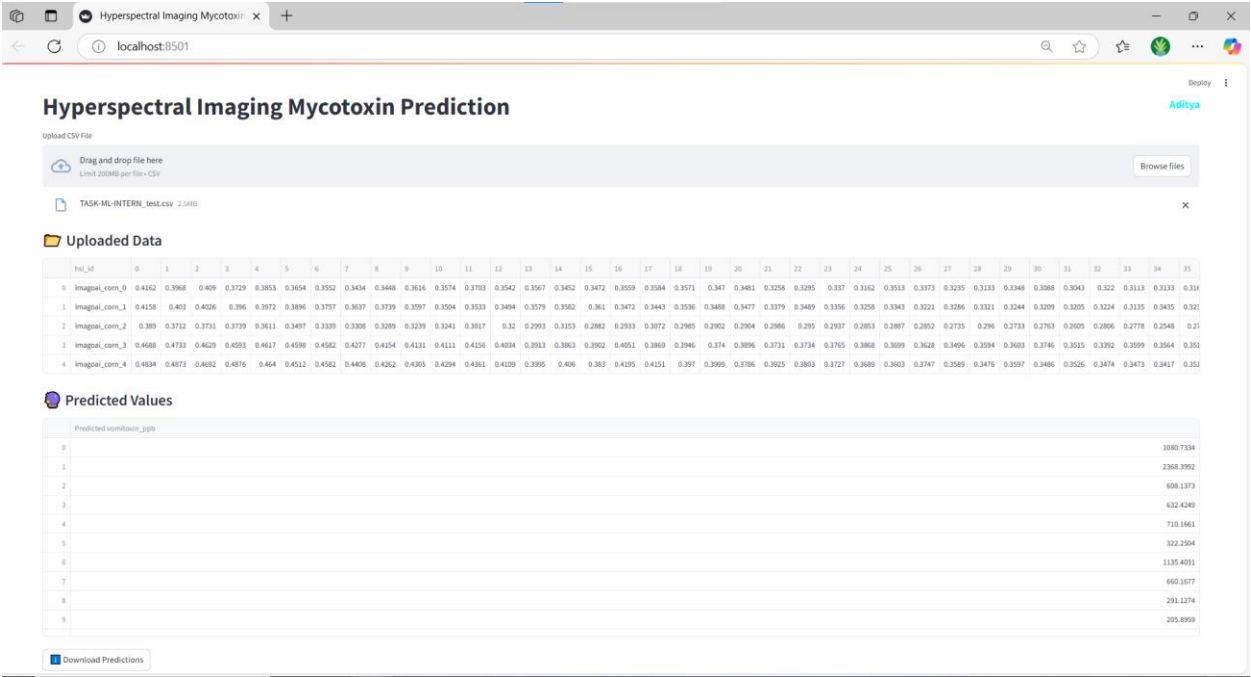 Hyperspectral Imaging Mycotoxin
localhost:8501
Deploy
Hyperspectral Imaging Mycotoxin Prediction
Aditya
Upload CSV File
Drag and drop file here
Limit 200MB per file • CSV
Browse files
TASK-ML-INTERN_test.csv 2.5MB
Uploaded Data
hsi_id 0 1 2 3 4 5 6 7 8 9 10 11 12 13 14 15 16 17 18 19 20 21 22 23 24 25 26 27 28 29 30 31 32 33 34 35
0 imagoai_corn_0 0.4162 0.3968 0.409 0.3729 0.3853 0.3654 0.3552 0.3434 0.3448 0.3616 0.3574 0.3703 0.3542 0.3567 0.3452 0.3472 0.3559 0.3584 0.3571 0.347 0.3481 0.3258 0.3295 0.337 0.3162 0.3513 0.3373 0.3235 0.3133 0.3348 0.3088 0.3043 0.322 0.3113 0.3133
1 imagoai_corn_1 0.4158 0.403 0.4026 0.396 0.3972 0.3896 0.3757 0.3637 0.3739 0.3597 0.3504 0.3533 0.3494 0.3579 0.3582 0.361 0.3472 0.3443 0.3536 0.3488 0.3477 0.3379 0.3489 0.3356 0.3258 0.3343 0.3221 0.3286 0.3321 0.3244 0.3209 0.3205 0.3224 0.3135 0.3435
2 imagoai_corn_2 0.389 0.3712 0.3731 0.3739 0.3611 0.3497 0.3339 0.3308 0.3289 0.3239 0.3241 0.3017 0.32 0.2993 0.3153 0.2882 0.2933 0.3072 0.2985 0.2902 0.2904 0.2986 0.295 0.2937 0.2853 0.2887 0.2852 0.2735 0.296 0.2733 0.2763 0.2605 0.2806 0.2778 0.2548
3 imagoai_corn_3 0.4688 0.4733 0.4629 0.4593 0.4617 0.4598 0.4582 0.4277 0.4154 0.4131 0.4111 0.4156 0.4034 0.3913 0.3863 0.3902 0.4051 0.3869 0.3946 0.374 0.3896 0.3731 0.3734 0.3765 0.3868 0.3699 0.3628 0.3496 0.3594 0.3603 0.3746 0.3515 0.3392 0.3599 0.3564
4 imagoai_corn_4 0.4834 0.4873 0.4692 0.4876 0.464 0.4512 0.4582 0.4408 0.4262 0.4305 0.4294 0.4361 0.4109 0.3995 0.406 0.383 0.4195 0.4151 0.397 0.3999 0.3786 0.3925 0.3803 0.3727 0.3689 0.3603 0.3747 0.3589 0.3476 0.3597 0.3486 0.3526 0.3474 0.3473 0.3417
Predicted Values
Predicted vomitoxin_ppb
0 1080.7334
1 2368.3992
2 608.1373
3 632.4249
4 710.1661
5 322.2504
6 1135.4031
7 660.1677
8 291.1274
9 205.8959
Download Predictions